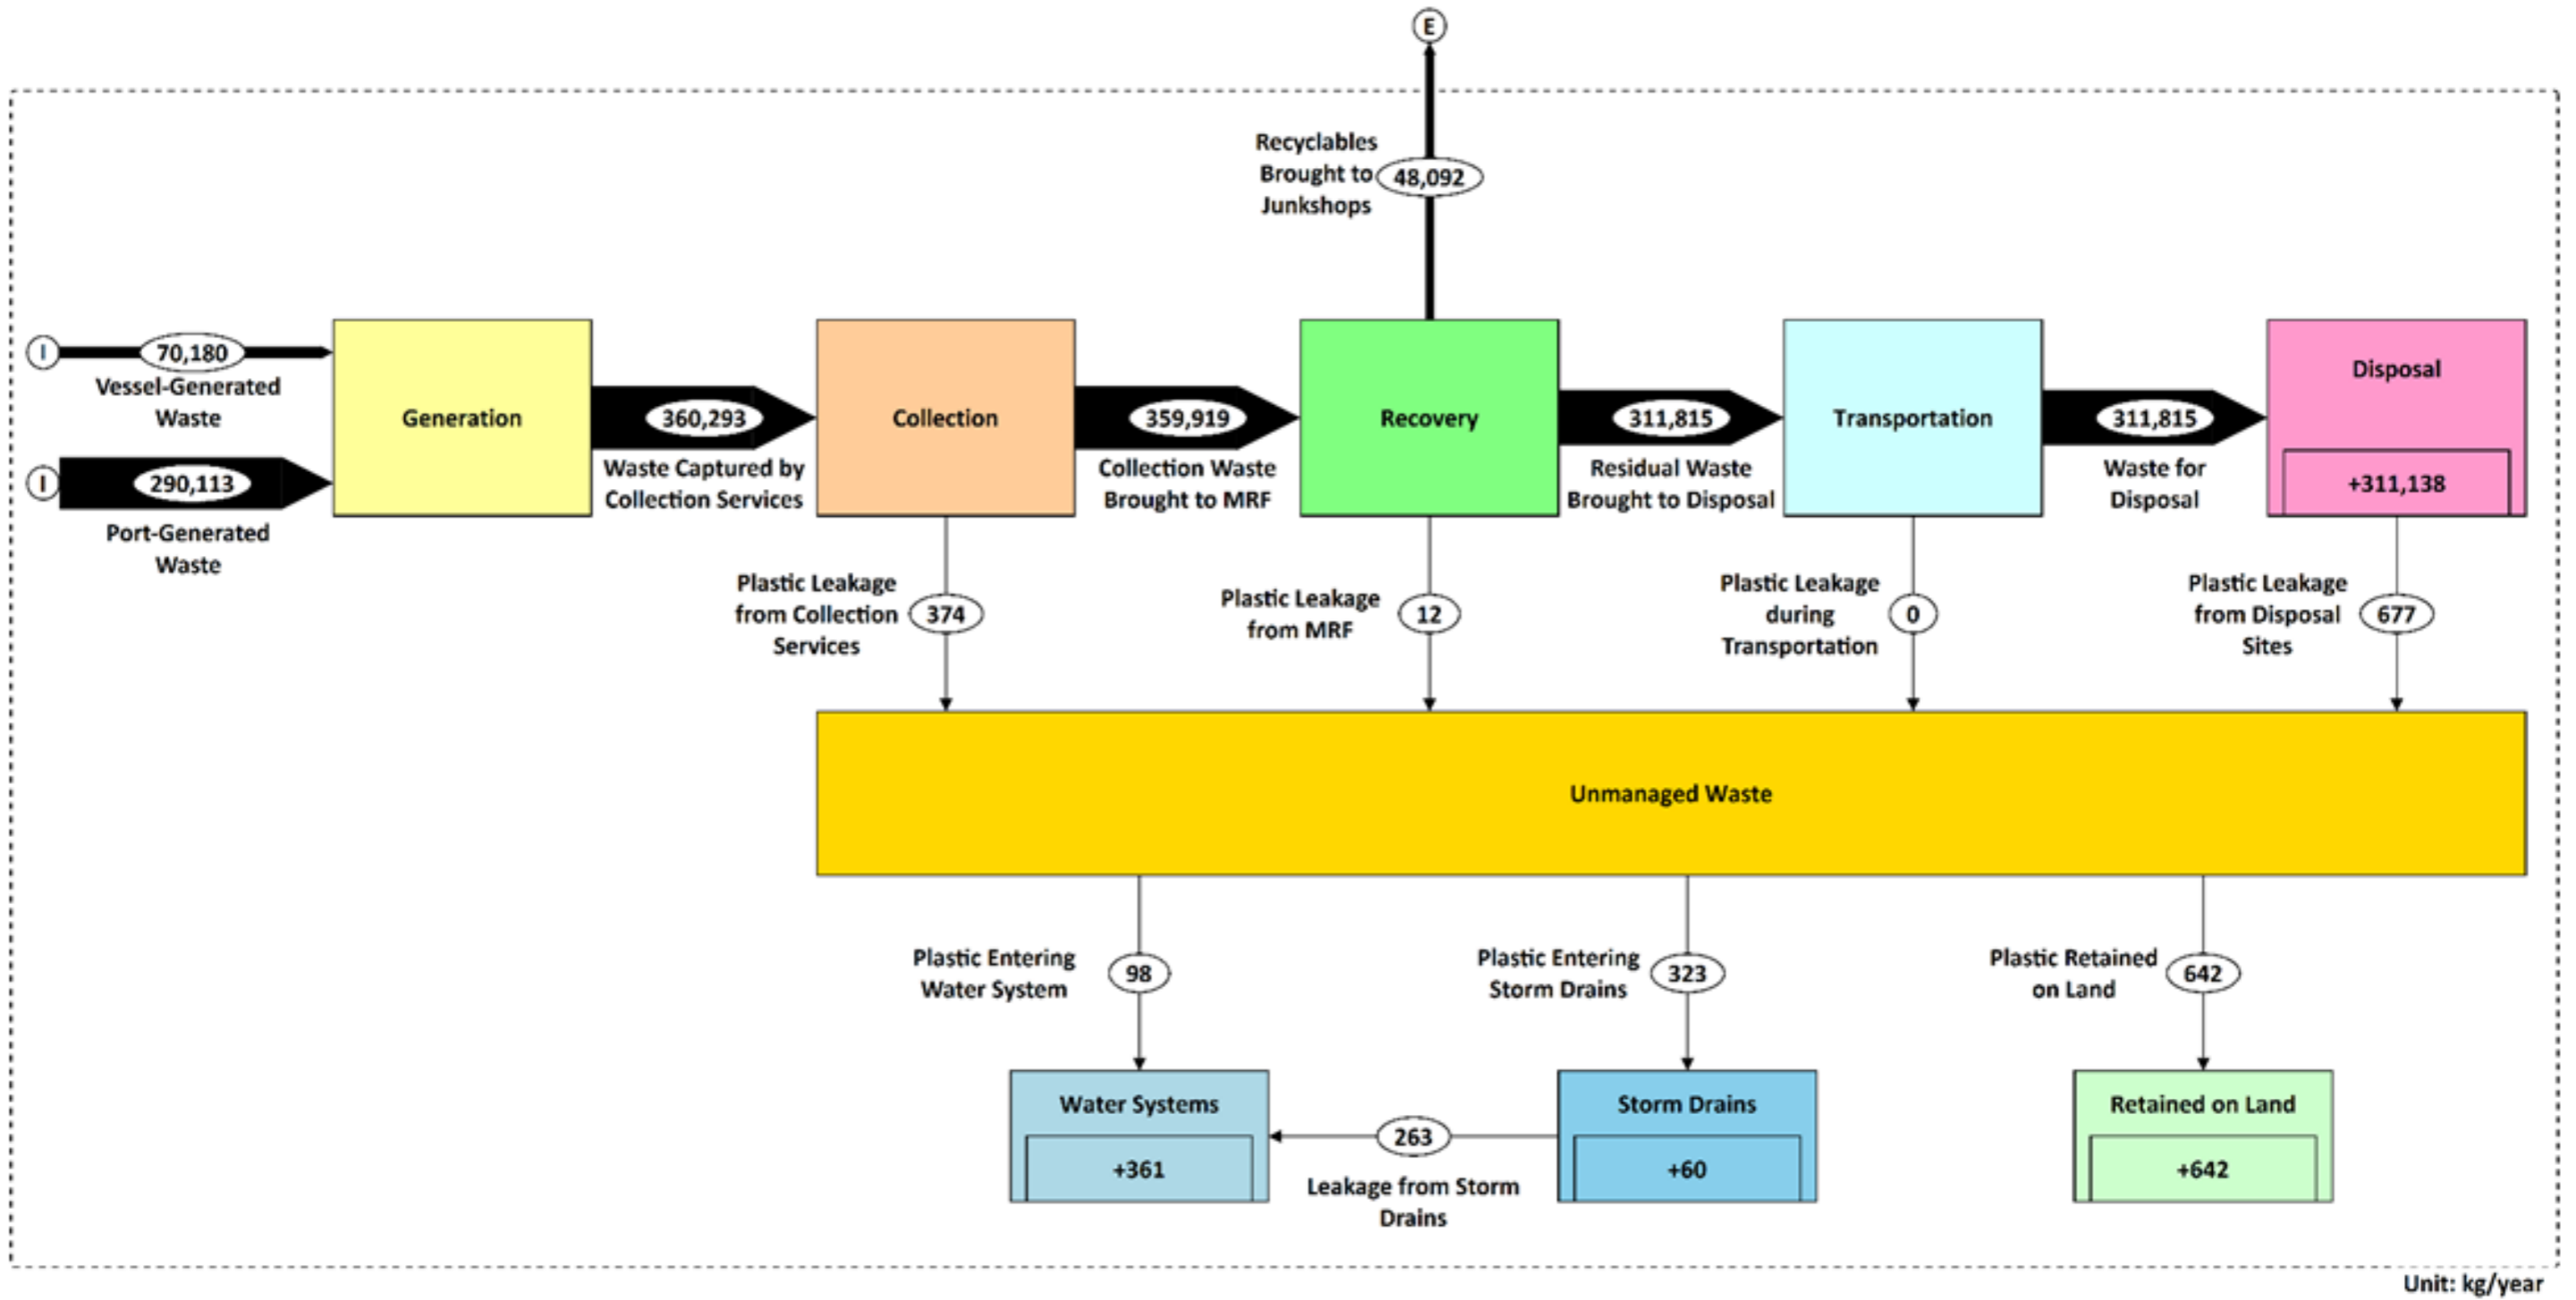 E
Recyclables
Brought to
Junkshops
48,092
I
70,180
Vessel-Generated
Waste
I
290,113
Port-Generated
Waste
Generation
360,293
Waste Captured by
Collection Services
Collection
359,919
Collection Waste
Brought to MRF
Recovery
311,815
Residual Waste
Brought to Disposal
Transportation
311,815
Waste for
Disposal
Disposal
+311,138
Plastic Leakage
from Collection
Services
374
Plastic Leakage
from MRF
12
Plastic Leakage
during
Transportation
0
Plastic Leakage
from Disposal
Sites
677
Unmanaged Waste
Plastic Entering
Water System
98
Plastic Entering
Storm Drains
323
Plastic Retained
on Land
642
Water Systems
+361
263
Leakage from Storm
Drains
Storm Drains
+60
Retained on Land
+642
Unit: kg/year